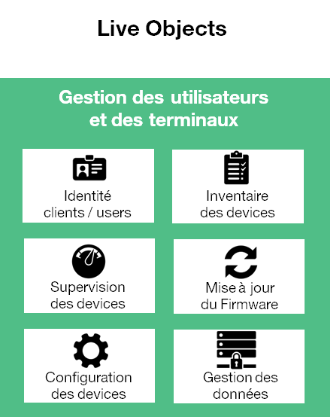 Live Objects
Gestion des utilisateurs
et des terminaux
Identité
clients / users
Inventaire
des devices
Supervision
des devices
Mise à jour
du Firmware
Configuration
des devices
Gestion des
données